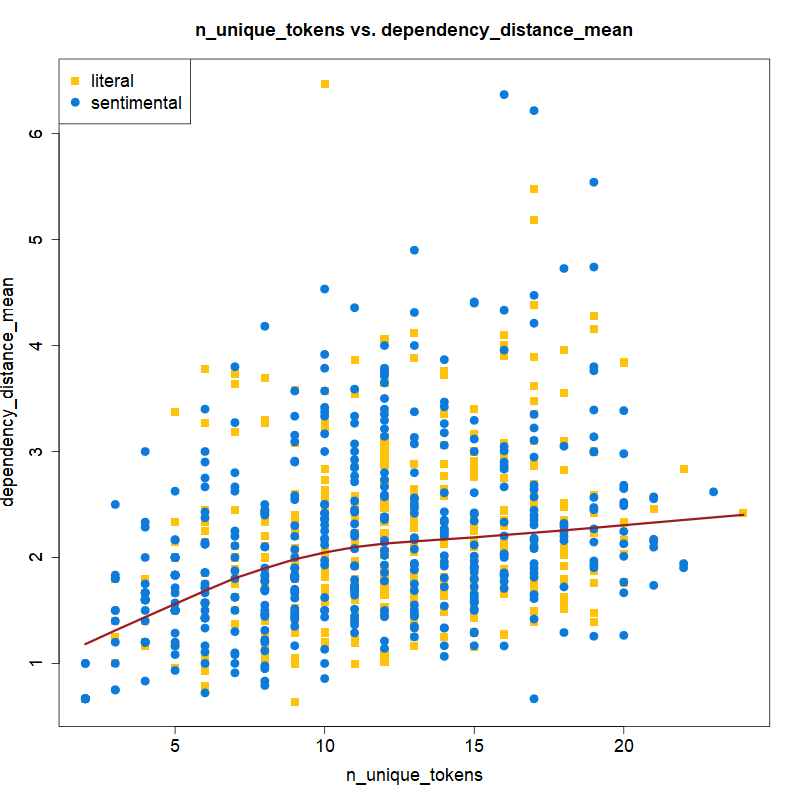 n_unique_tokens vs. dependency_distance_mean
literal
sentimental
dependency_distance_mean
6
5
4
3
2
1
5 10 15 20
n_unique_tokens